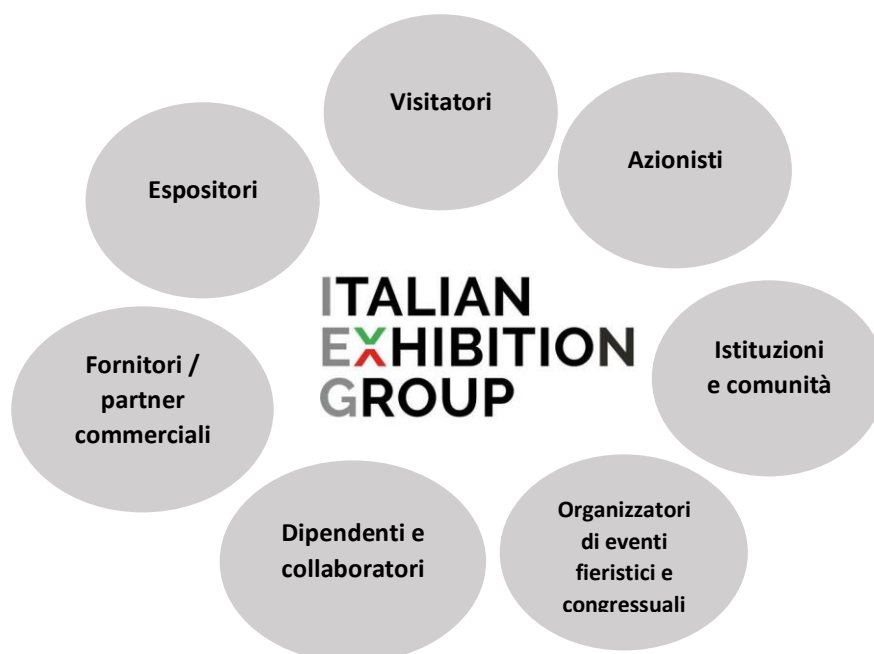 Visitatori
Azionisti
Espositori
ITALIAN
EXHIBITION
GROUP
Istituzioni
e comunità
Fornitori /
partner
commerciali
Organizzatori
di eventi
fieristici e
congressuali
Dipendenti e
collaboratori